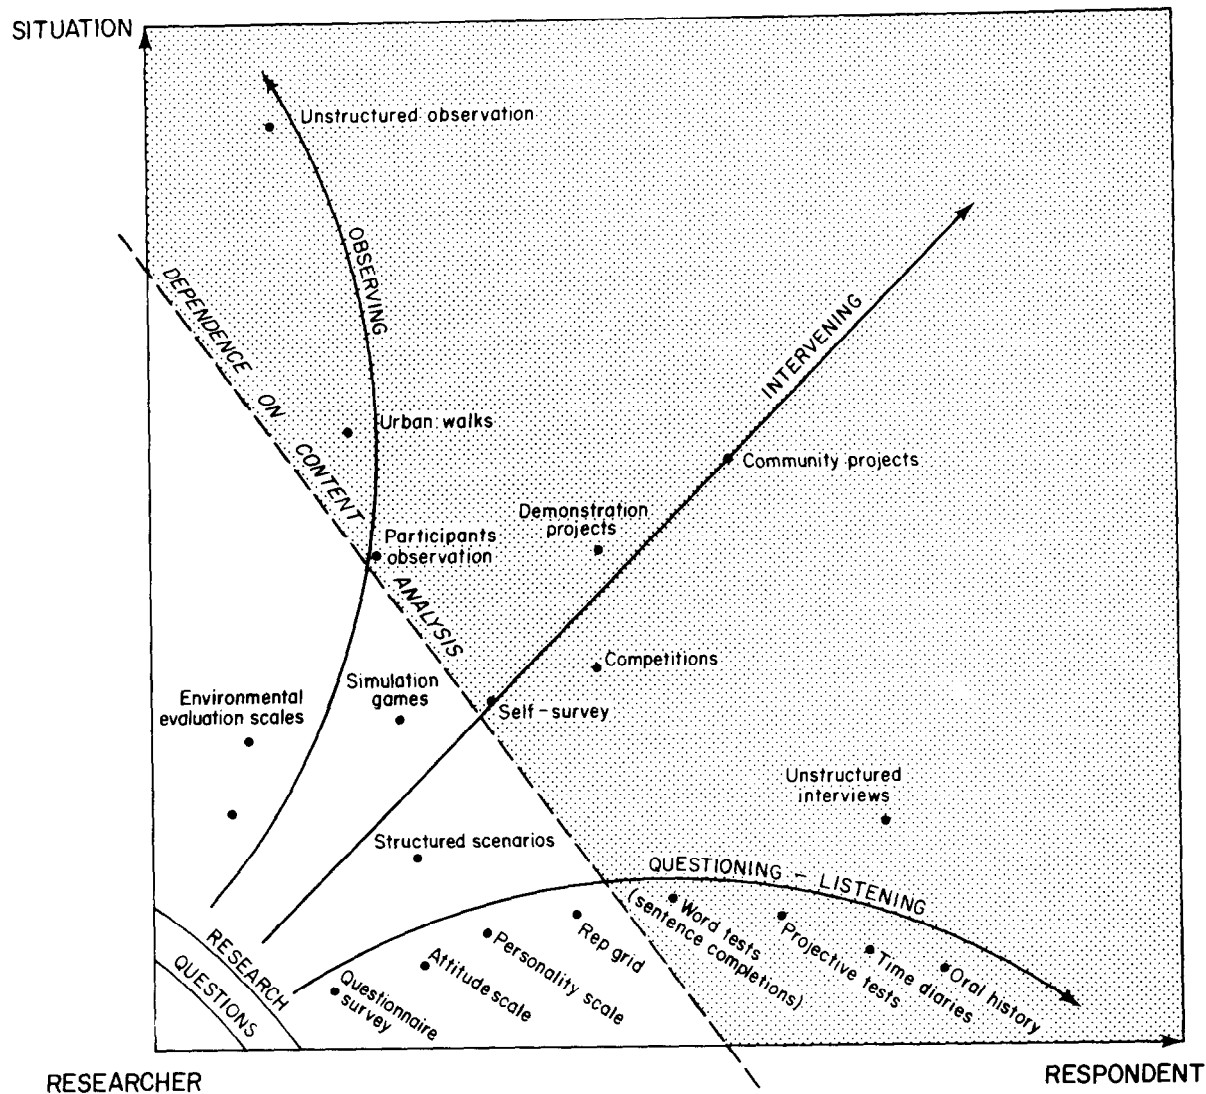 SITUATION
Unstructured observation
OBSERVING
DEPENDENCE ON CONTENT ANALYSIS
INTERVENING
Urban walks
Community projects
Demonstration
projects
Participants
observation
Competitions
Simulation
games
Environmental
evaluation scales
Self-survey
Unstructured
interviews
Structured scenarios
QUESTIONING - LISTENING
Word tests
(sentence completions)
Projective tests
Time diaries
Oral history
Rep grid
Personality scale
Attitude scale
Questionnaire
survey
RESEARCH
QUESTIONS
RESEARCHER
RESPONDENT